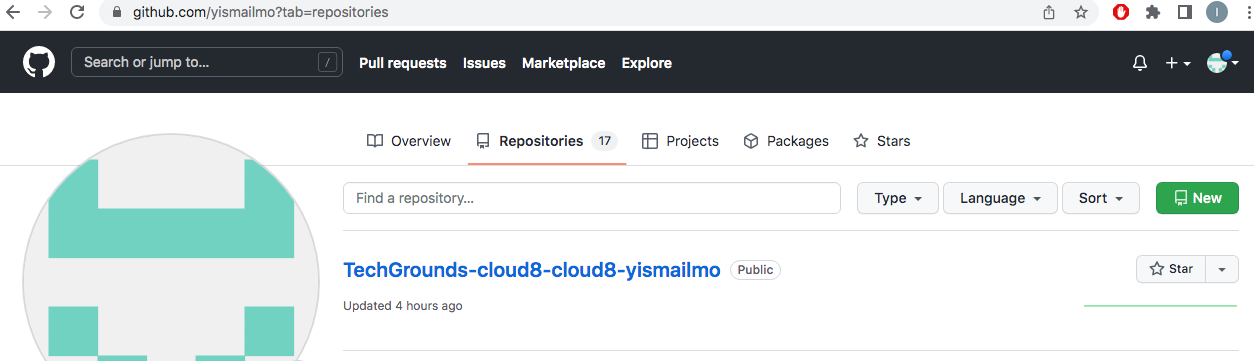 github.com/yismailmo?tab=repositories
I
Search or jump to... /
Pull requests Issues Marketplace Explore
Overview Repositories 17 Projects Packages Stars
Find a repository... Type Language Sort New
TechGrounds-cloud8-cloud8-yismailmo Public Star
Updated 4 hours ago